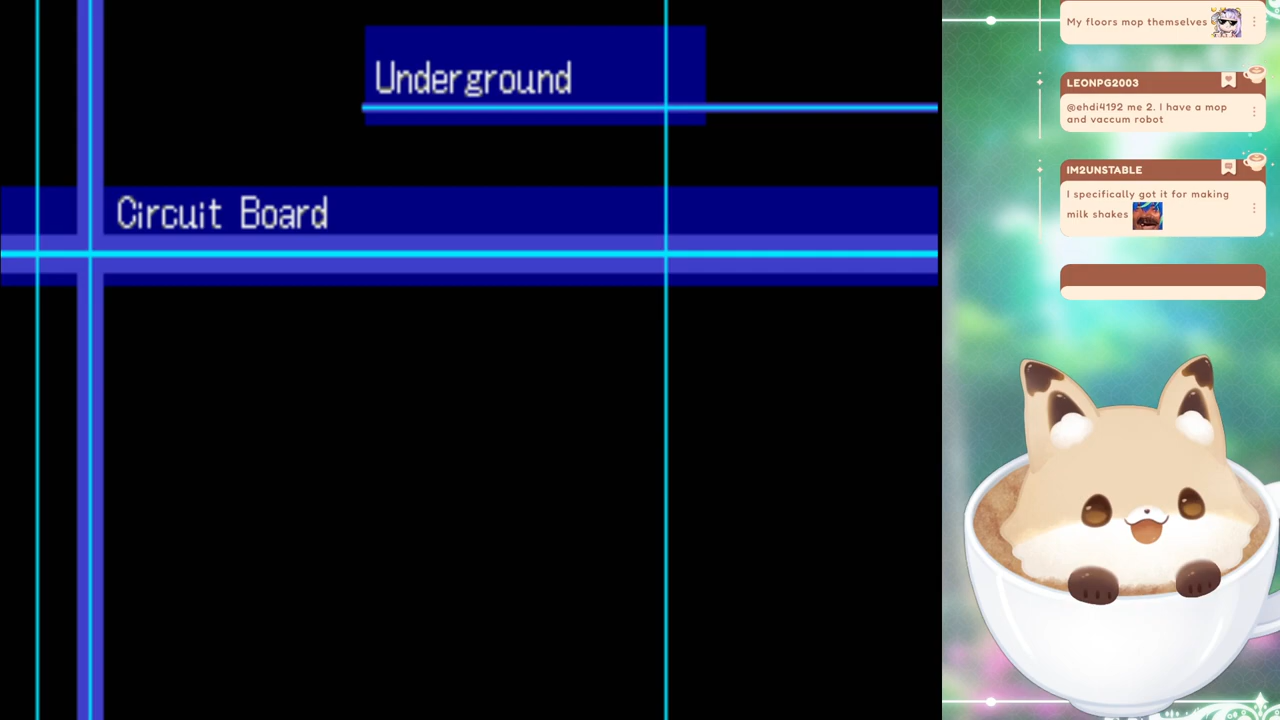 Underground
Circuit Board
My floors mop themselves
LEONPG2003
@ehdi4192 me 2. I have a mop
and vaccum robot
IM2UNSTABLE
I specifically got it for making
milk shakes